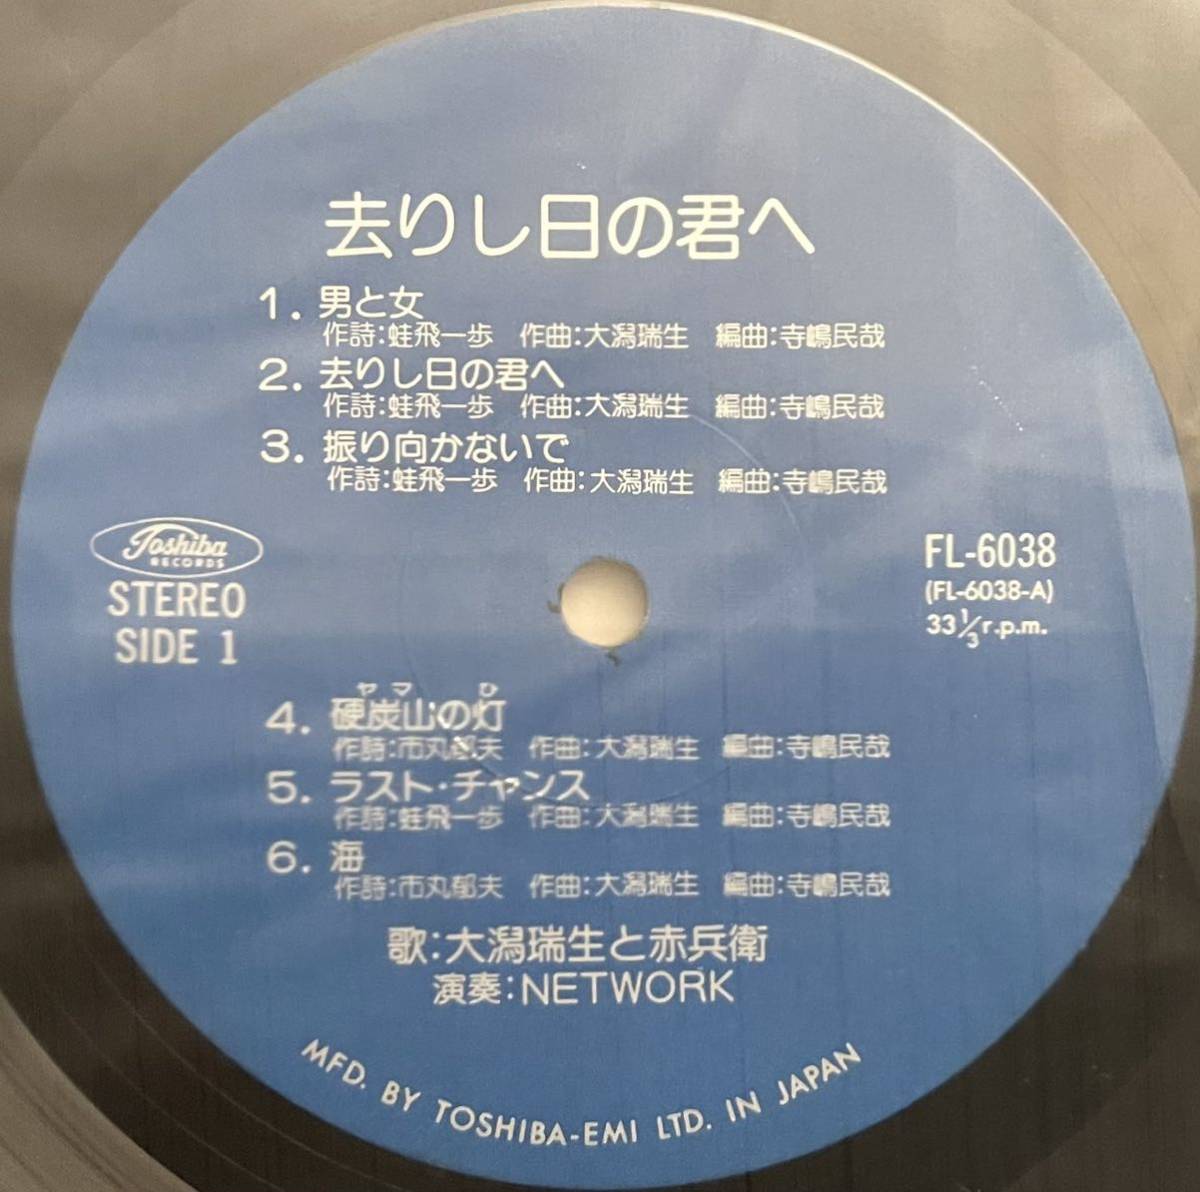 去りし日の君へ
1. 男と女
作詩:蛙飛一歩 作曲:大潟瑞生 編曲:寺嶋民哉
2. 去りし日の君へ
作詩:蛙飛一歩 作曲:大潟瑞生 編曲:寺嶋民哉
3. 振り向かないで
作詩:蛙飛一歩 作曲:大潟瑞生 編曲:寺嶋民哉
Toshiba
RECORDS
STEREO
SIDE 1
FL-6038
(FL-6038-A)
33⅓r.p.m.
ヤマ ひ
4. 硬炭山の灯
作詩:市丸郁夫 作曲:大潟瑞生 編曲:寺嶋民哉
5. ラスト・チャンス
作詩:蛙飛一歩 作曲:大潟瑞生 編曲:寺嶋民哉
6. 海
作詩:市丸郁夫 作曲:大潟瑞生 編曲:寺嶋民哉
歌:大潟瑞生と赤兵衛
演奏:NETWORK
MFD. BY TOSHIBA-EMI LTD. IN JAPAN